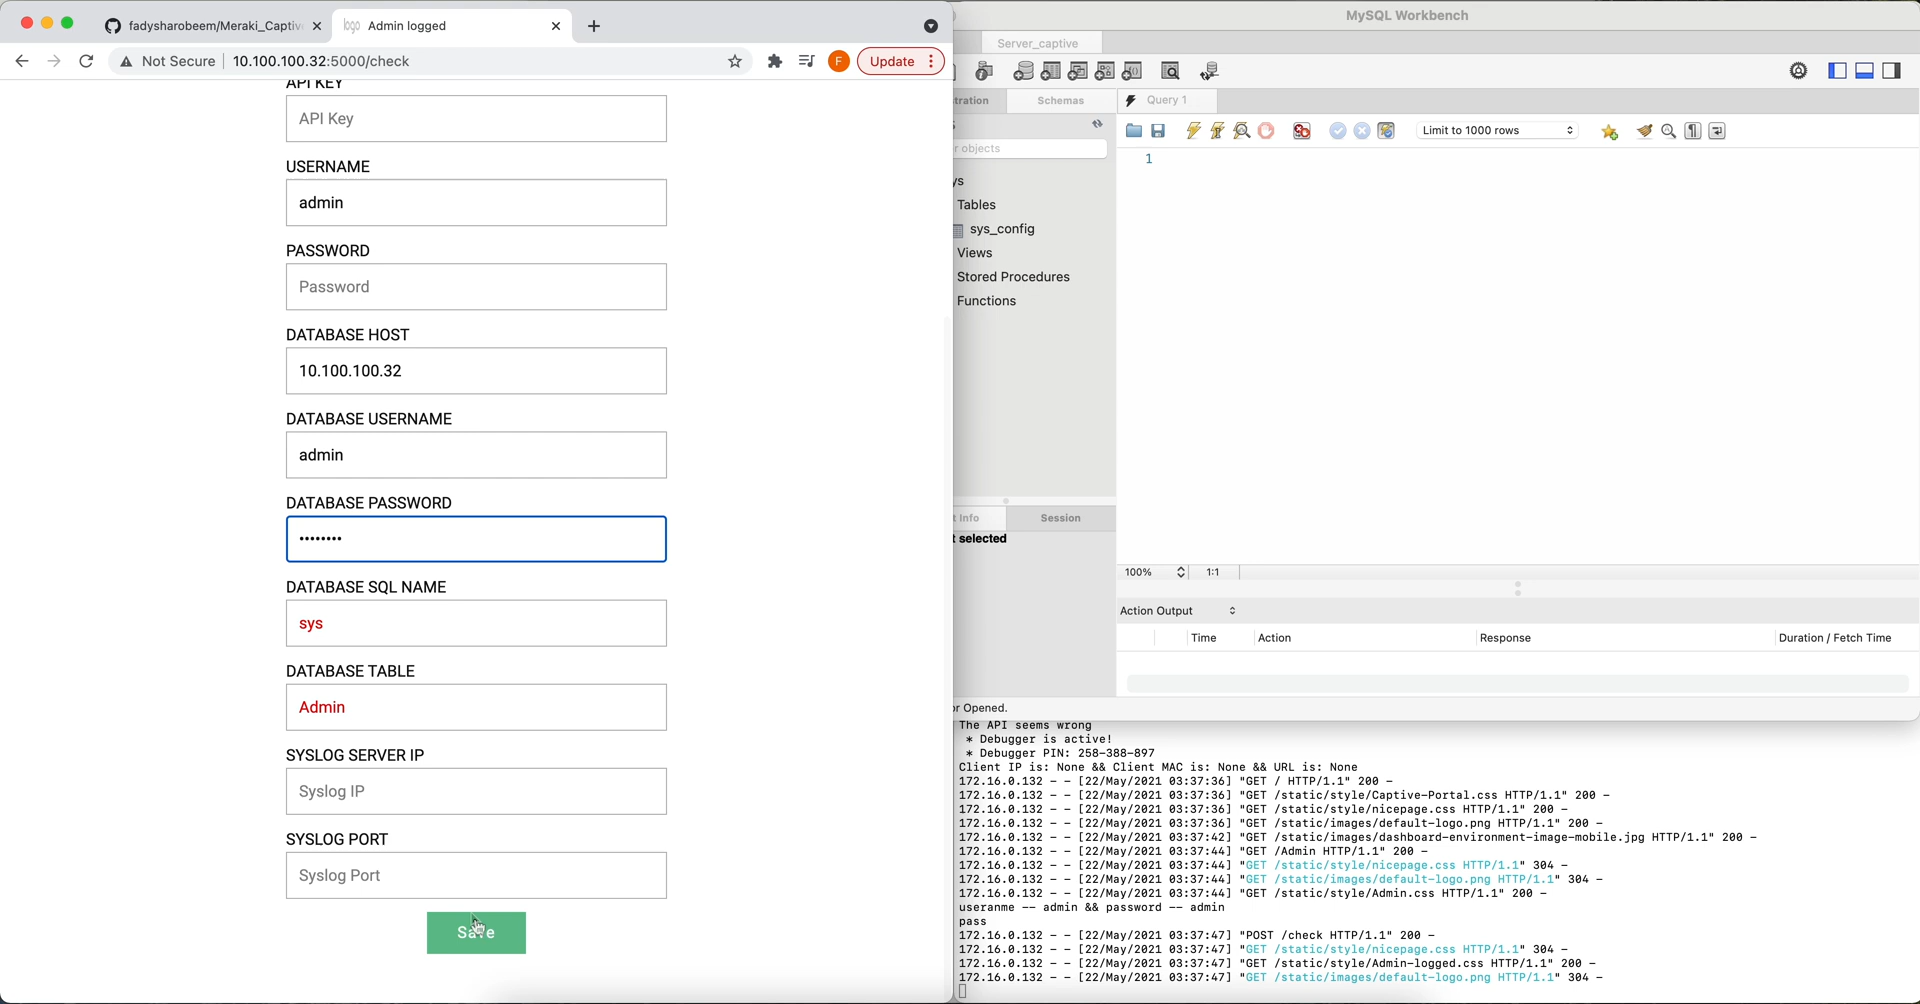 fadysharobeem/Meraki_Captiv
logo Admin logged
Not Secure 10.100.100.32:5000/check
F
Update
API KEY
API Key
USERNAME
admin
PASSWORD
Password
DATABASE HOST
10.100.100.32
DATABASE USERNAME
admin
DATABASE PASSWORD
••••••••
DATABASE SQL NAME
sys
DATABASE TABLE
Admin
SYSLOG SERVER IP
Syslog IP
SYSLOG PORT
Syslog Port
Save
MySQL Workbench
Server_captive
tration Schemas
Query 1
Limit to 1000 rows
r objects
1
ys
Tables
sys_config
Views
Stored Procedures
Functions
t Info Session
t selected
100% 1:1
Action Output
Time Action Response Duration / Fetch Time
or Opened.
The API seems wrong
* Debugger is active!
* Debugger PIN: 258-388-897
Client IP is: None && Client MAC is: None && URL is: None
172.16.0.132 - - [22/May/2021 03:37:36] "GET / HTTP/1.1" 200 -
172.16.0.132 - - [22/May/2021 03:37:36] "GET /static/style/Captive-Portal.css HTTP/1.1" 200 -
172.16.0.132 - - [22/May/2021 03:37:36] "GET /static/style/nicepage.css HTTP/1.1" 200 -
172.16.0.132 - - [22/May/2021 03:37:36] "GET /static/images/default-logo.png HTTP/1.1" 200 -
172.16.0.132 - - [22/May/2021 03:37:42] "GET /static/images/dashboard-environment-image-mobile.jpg HTTP/1.1" 200 -
172.16.0.132 - - [22/May/2021 03:37:44] "GET /Admin HTTP/1.1" 200 -
172.16.0.132 - - [22/May/2021 03:37:44] "GET /static/style/nicepage.css HTTP/1.1" 304 -
172.16.0.132 - - [22/May/2021 03:37:44] "GET /static/images/default-logo.png HTTP/1.1" 304 -
172.16.0.132 - - [22/May/2021 03:37:44] "GET /static/style/Admin.css HTTP/1.1" 200 -
useranme -- admin && password -- admin
pass
172.16.0.132 - - [22/May/2021 03:37:47] "POST /check HTTP/1.1" 200 -
172.16.0.132 - - [22/May/2021 03:37:47] "GET /static/style/nicepage.css HTTP/1.1" 304 -
172.16.0.132 - - [22/May/2021 03:37:47] "GET /static/style/Admin-logged.css HTTP/1.1" 200 -
172.16.0.132 - - [22/May/2021 03:37:47] "GET /static/images/default-logo.png HTTP/1.1" 304 -